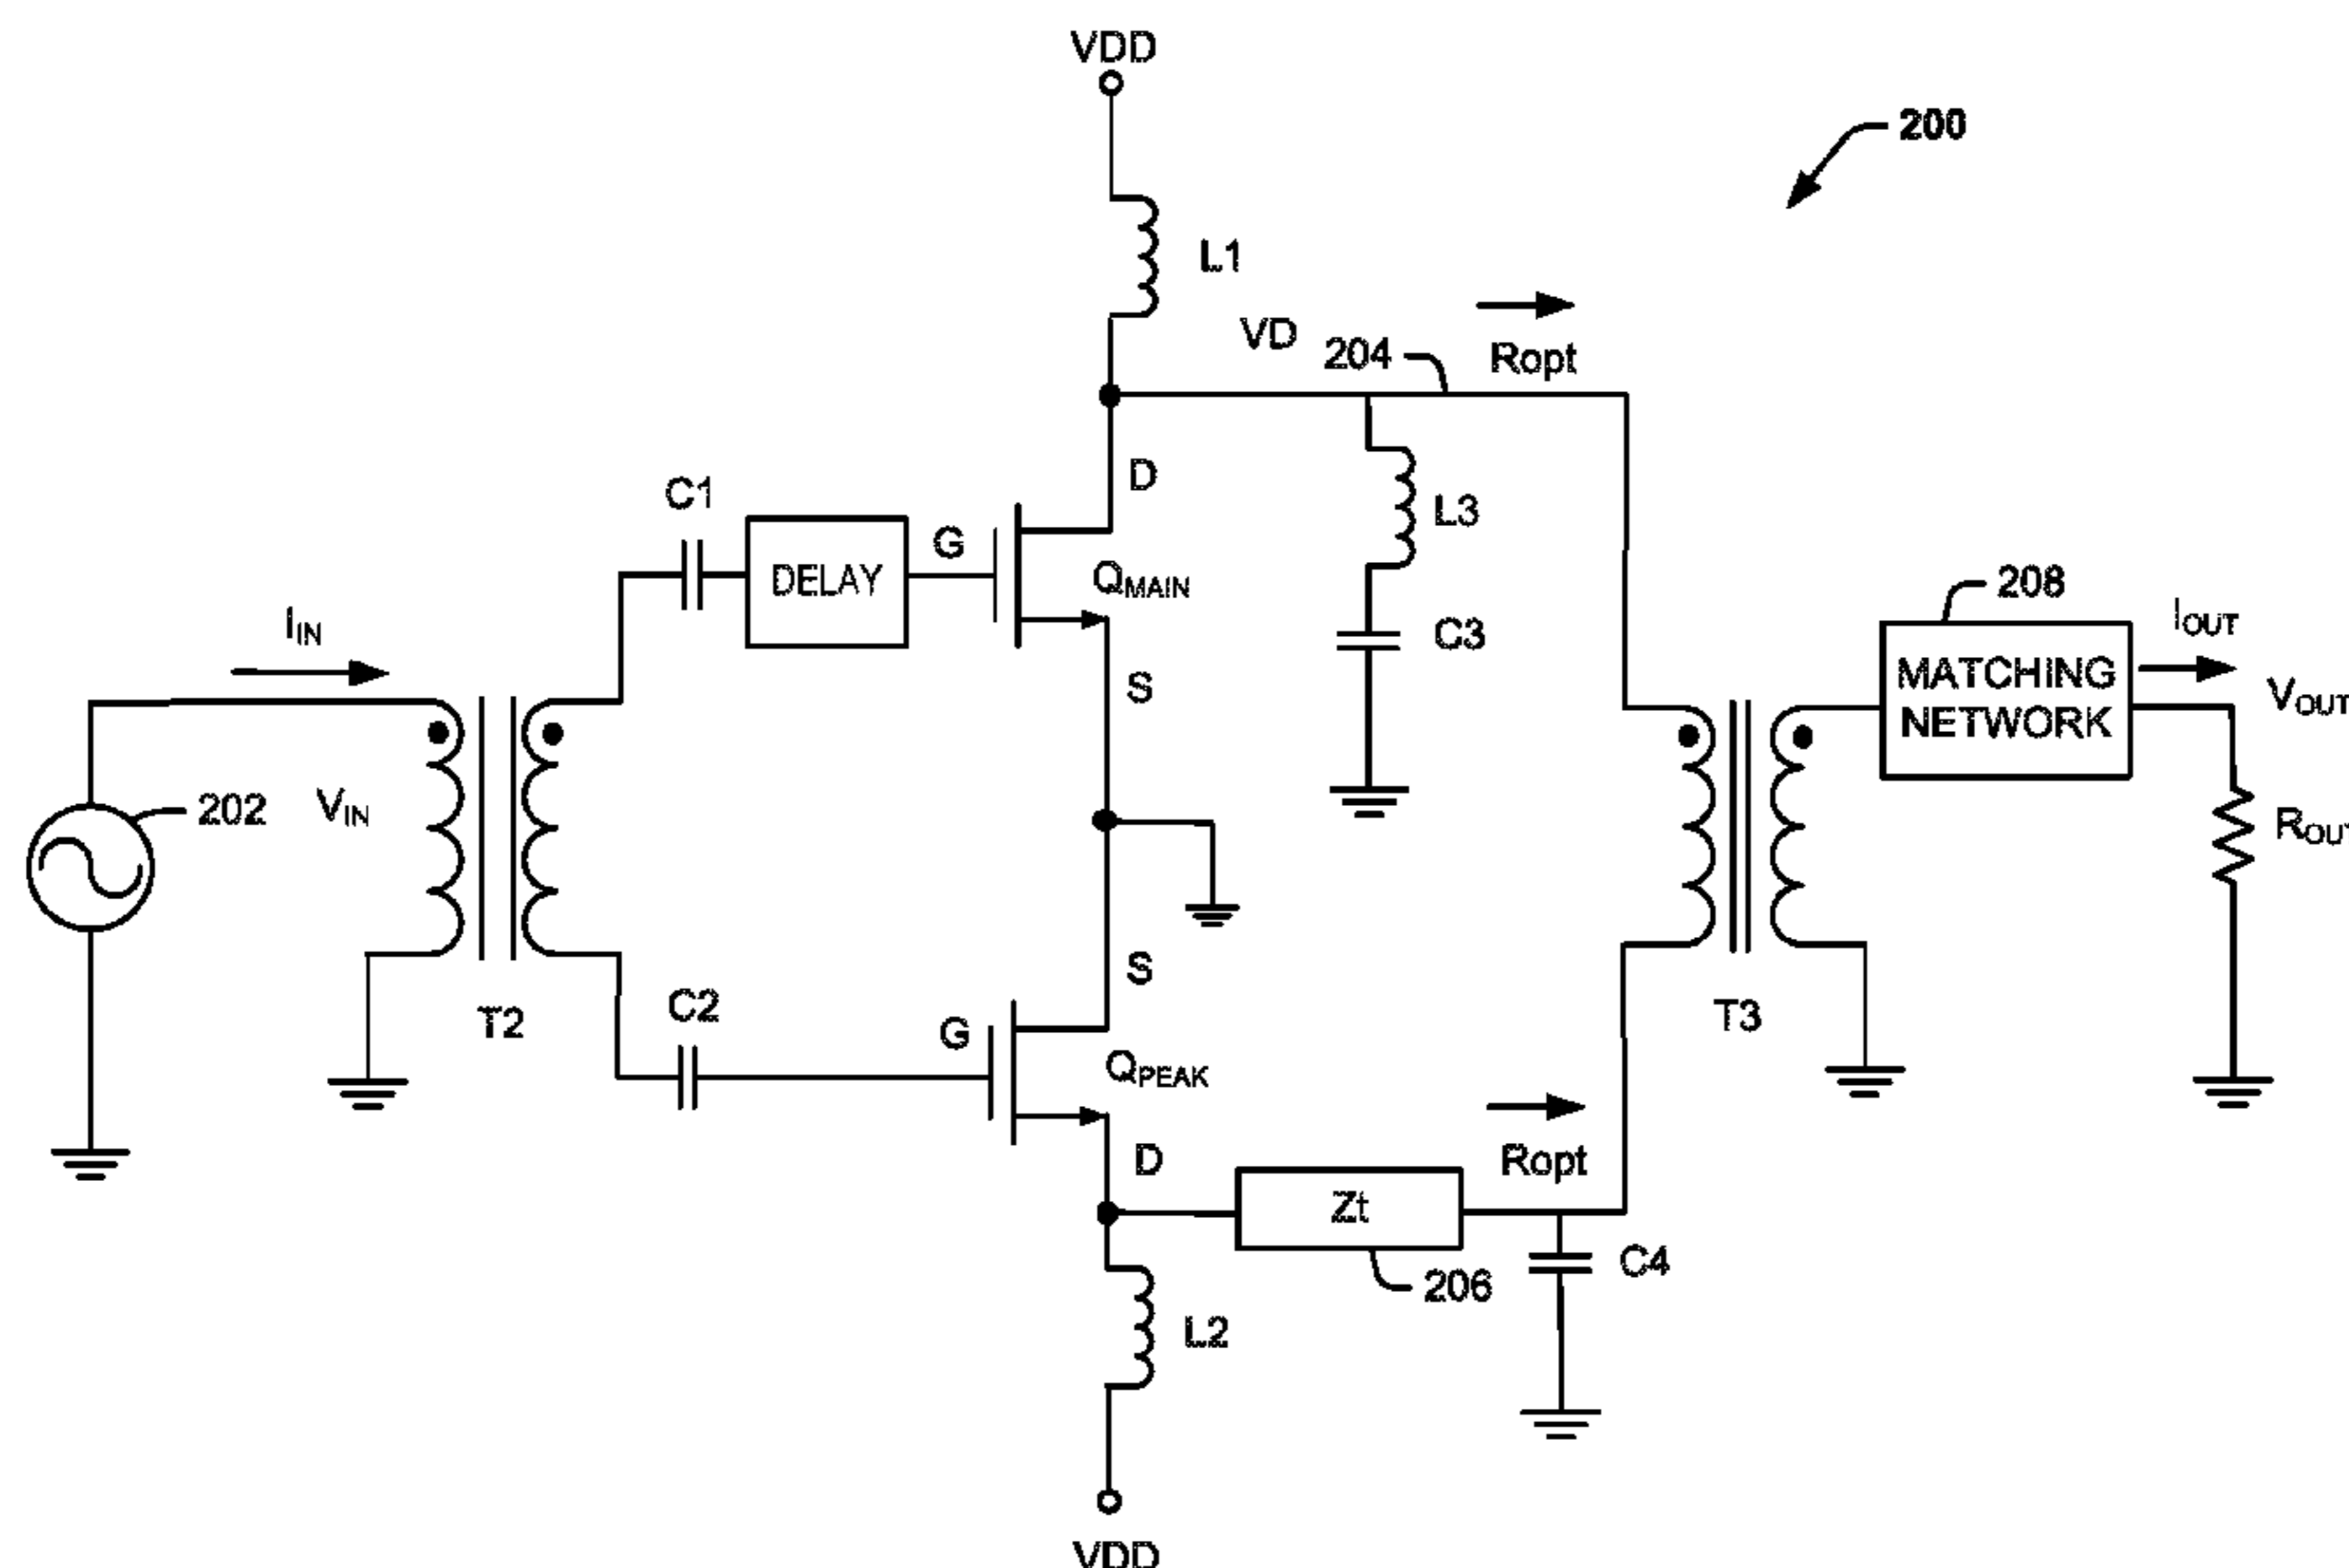 VDD
200
L1
VD
204
Ropt
D
C1
DELAY
G
QMAIN
L3
208
IIN
C3
IOUT
S
MATCHING
NETWORK
VOUT
VIN
202
S
C2
G
T2
T3
QPEAK
D
Zt
Ropt
206
C4
L2
VDD